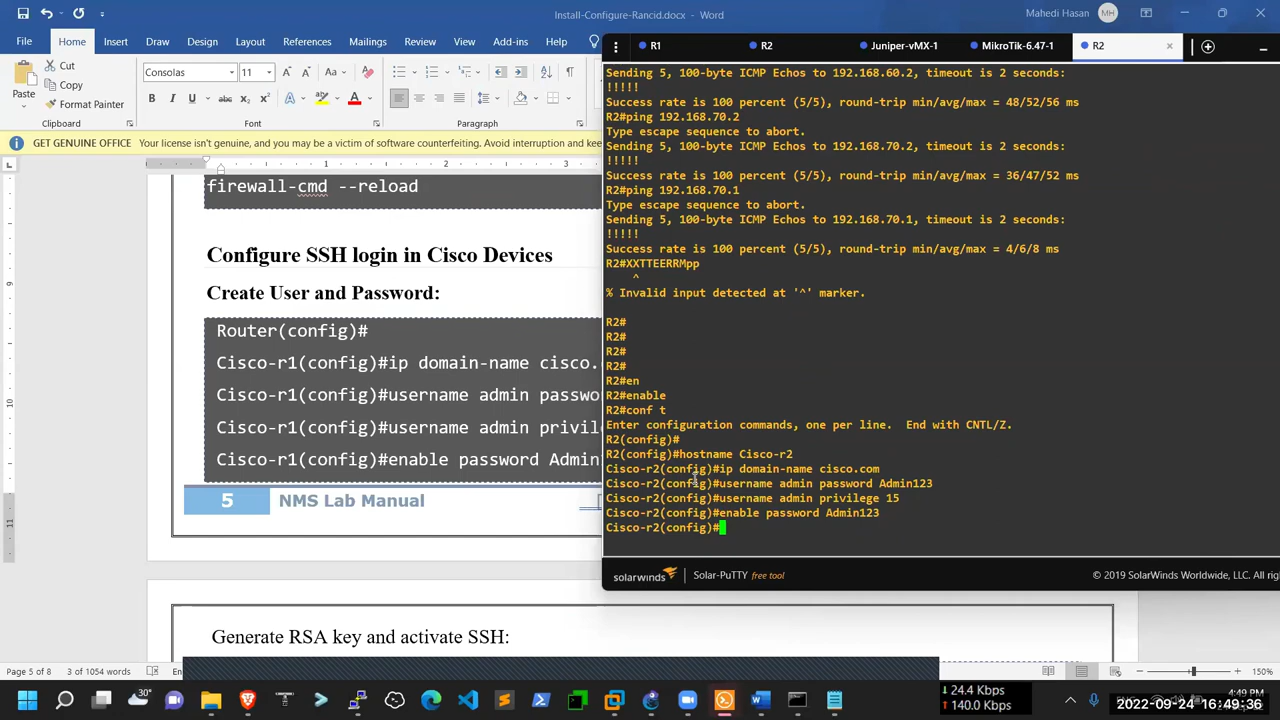 Install-Configure-Rancid.docx - Word
Mahedi Hasan
MH
File
Home
Insert
Draw
Design
Layout
References
Mailings
Review
View
Add-ins
Help
Paste
Cut
Copy
Format Painter
Clipboard
Consolas
11
Font
Paragraph
GET GENUINE OFFICE Your license isn't genuine, and you may be a victim of software counterfeiting. Avoid interruption and keep
firewall-cmd --reload
Configure SSH login in Cisco Devices
Create User and Password:
Router(config)#
Cisco-r1(config)#ip domain-name cisco.
Cisco-r1(config)#username admin passwo
Cisco-r1(config)#username admin privil
Cisco-r1(config)#enable password Admin
5 NMS Lab Manual
Generate RSA key and activate SSH:
R1
R2
Juniper-vMX-1
MikroTik-6.47-1
R2
Sending 5, 100-byte ICMP Echos to 192.168.60.2, timeout is 2 seconds:
!!!!!
Success rate is 100 percent (5/5), round-trip min/avg/max = 48/52/56 ms
R2#ping 192.168.70.2
Type escape sequence to abort.
Sending 5, 100-byte ICMP Echos to 192.168.70.2, timeout is 2 seconds:
!!!!!
Success rate is 100 percent (5/5), round-trip min/avg/max = 36/47/52 ms
R2#ping 192.168.70.1
Type escape sequence to abort.
Sending 5, 100-byte ICMP Echos to 192.168.70.1, timeout is 2 seconds:
!!!!!
Success rate is 100 percent (5/5), round-trip min/avg/max = 4/6/8 ms
R2#XXTTEERRMpp
^
% Invalid input detected at '^' marker.
R2#
R2#
R2#
R2#
R2#en
R2#enable
R2#conf t
Enter configuration commands, one per line. End with CNTL/Z.
R2(config)#
R2(config)#hostname Cisco-r2
Cisco-r2(config)#ip domain-name cisco.com
Cisco-r2(config)#username admin password Admin123
Cisco-r2(config)#username admin privilege 15
Cisco-r2(config)#enable password Admin123
Cisco-r2(config)#
solarwinds
Solar-PuTTY free tool
© 2019 SolarWinds Worldwide, LLC. All rig
Page 5 of 8
3 of 1054 words
150%
30°
24.4 Kbps
140.0 Kbps
4:49 PM
2022-09-24 16:49:36